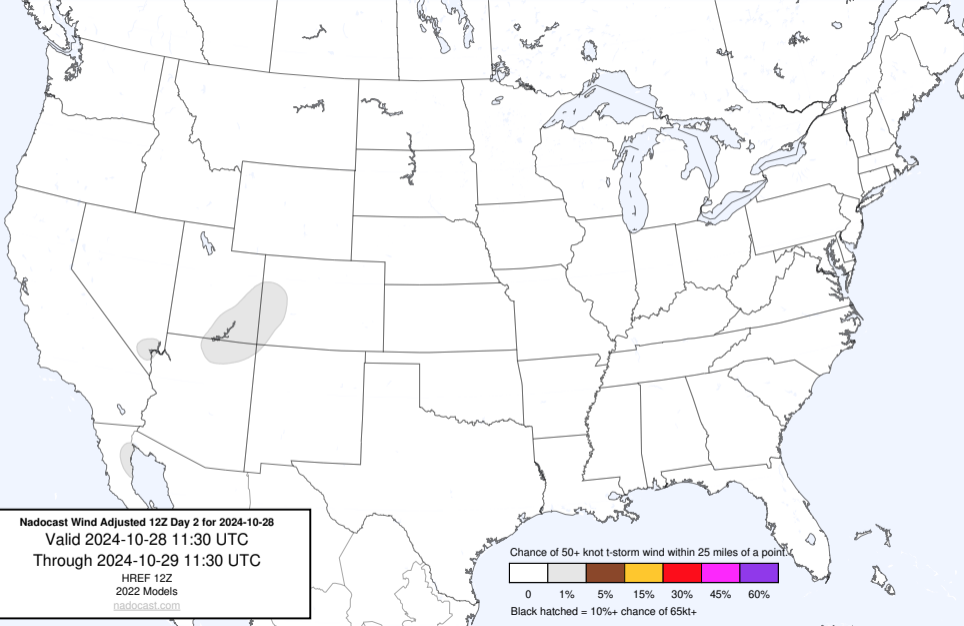 Nadocast Wind Adjusted 12Z Day 2 for 2024-10-28
Valid 2024-10-28 11:30 UTC
Through 2024-10-29 11:30 UTC
HREF 12Z
2022 Models
nadocast.com
Chance of 50+ knot t-storm wind within 25 miles of a point.
0 1% 5% 15% 30% 45% 60%
Black hatched = 10%+ chance of 65kt+